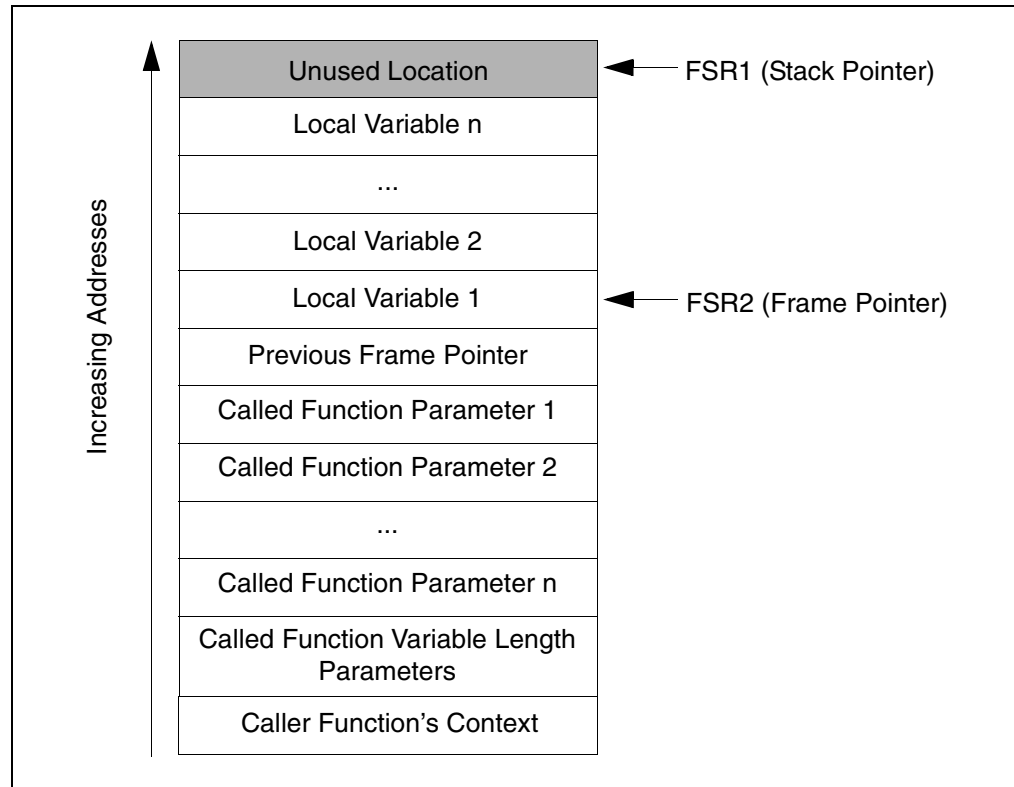 Unused Location
FSR1 (Stack Pointer)
Local Variable n
...
Local Variable 2
Local Variable 1
FSR2 (Frame Pointer)
Previous Frame Pointer
Called Function Parameter 1
Called Function Parameter 2
...
Called Function Parameter n
Called Function Variable Length
Parameters
Caller Function's Context
Increasing Addresses